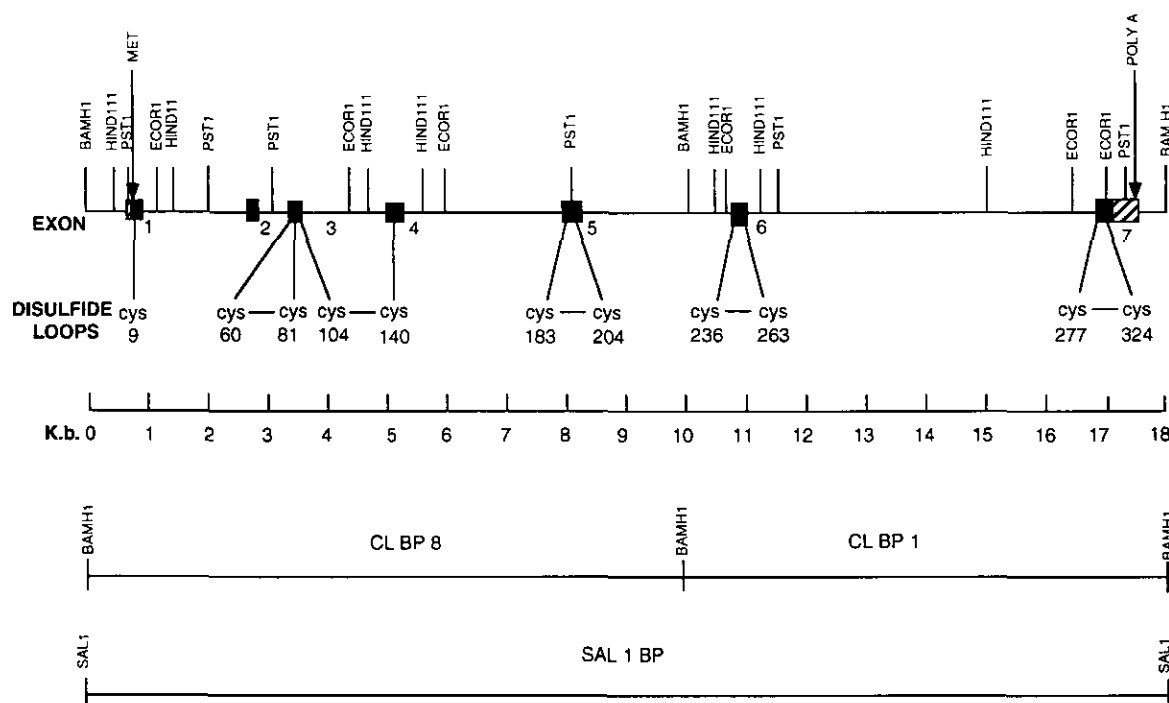 MET
POLY A
BAMH1
HIND111
PST1
ECOR1
HIND11
PST1
PST1
ECOR1
HIND111
HIND111
ECOR1
PST1
BAMH1
HIND111
ECOR1
HIND111
PST1
HIND111
ECOR1
ECOR1
PST1
BAM H1
EXON 1 2 3 4 5 6 7
DISULFIDE LOOPS
cys cys cys cys cys cys cys cys cys cys cys
9 60 81 104 140 183 204 236 263 277 324
K.b. 0 1 2 3 4 5 6 7 8 9 10 11 12 13 14 15 16 17 18
BAMH1 CL BP 8 BAMH1 CL BP 1 BAMH1
SAL1 SAL 1 BP SAL1